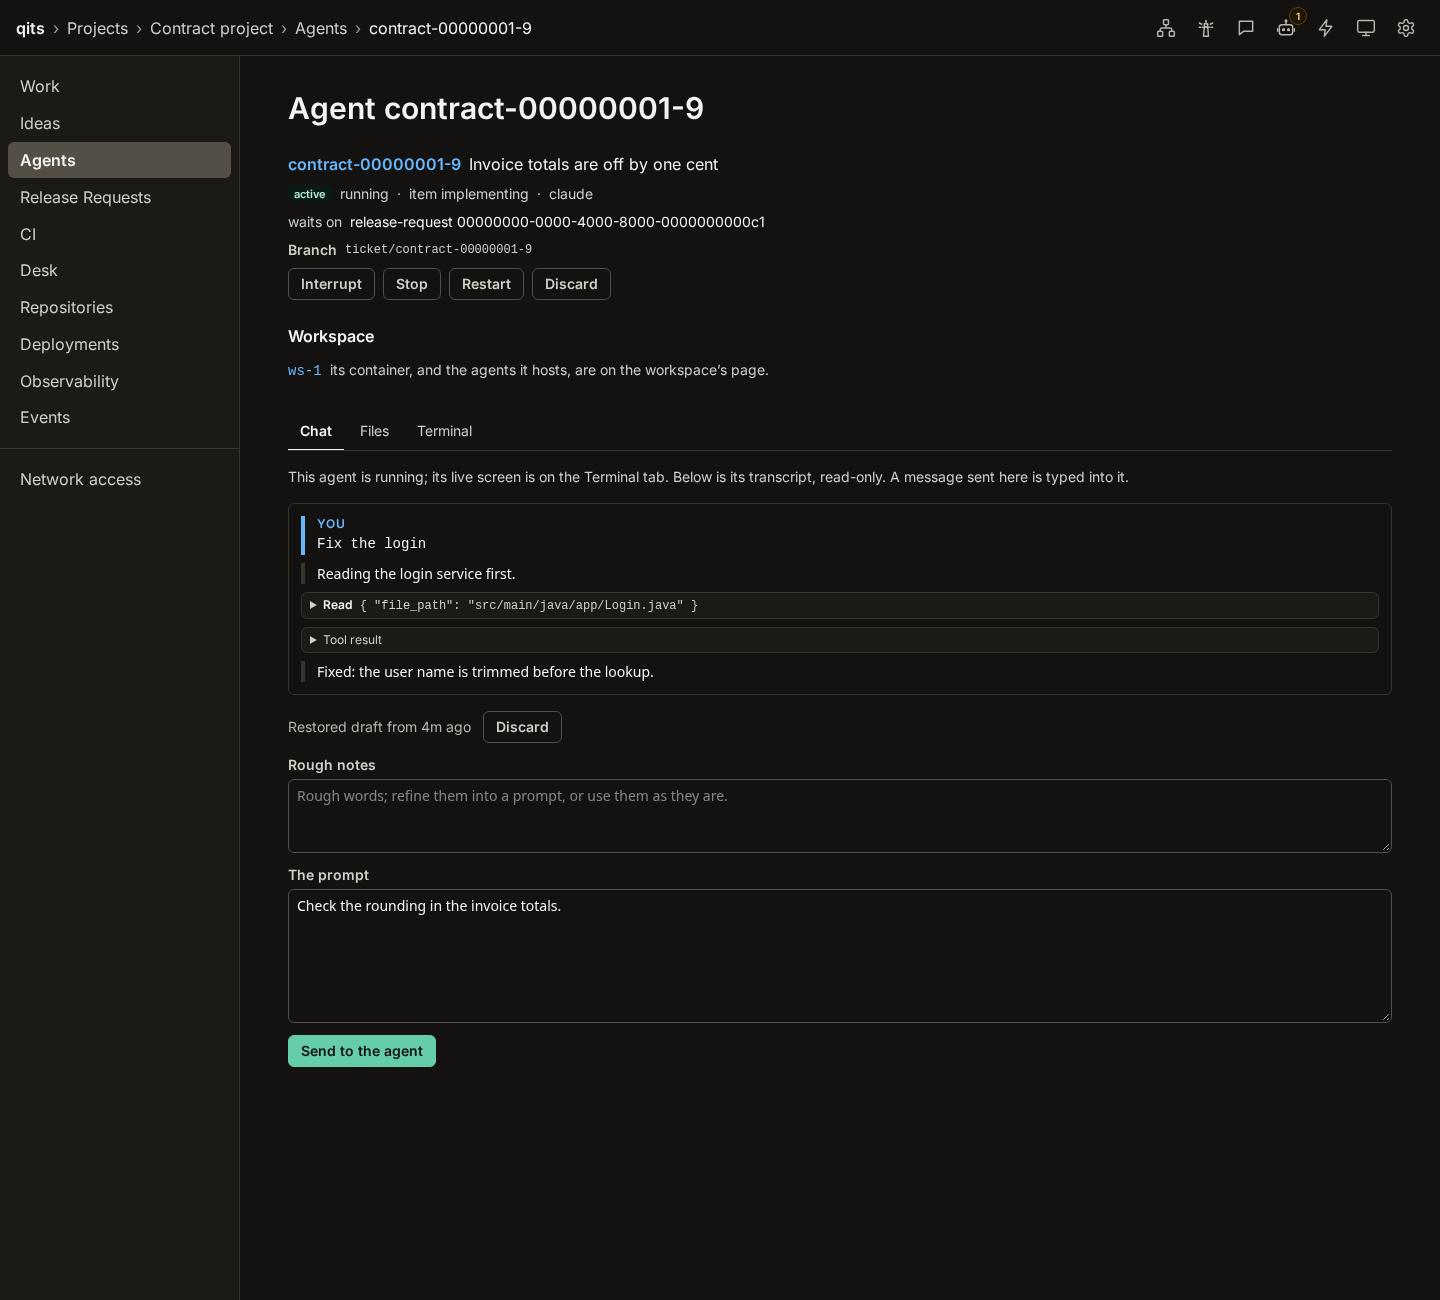 qits › Projects › Contract project › Agents › contract-00000001-9
1
Work
Ideas
Agents
Release Requests
CI
Desk
Repositories
Deployments
Observability
Events
Network access
Agent contract-00000001-9
contract-00000001-9 Invoice totals are off by one cent
active running · item implementing · claude
waits on release-request 00000000-0000-4000-8000-0000000000c1
Branch ticket/contract-00000001-9
Interrupt Stop Restart Discard
Workspace
ws-1 its container, and the agents it hosts, are on the workspace’s page.
Chat Files Terminal
This agent is running; its live screen is on the Terminal tab. Below is its transcript, read-only. A message sent here is typed into it.
YOU
Fix the login
Reading the login service first.
Read { "file_path": "src/main/java/app/Login.java" }
Tool result
Fixed: the user name is trimmed before the lookup.
Restored draft from 4m ago Discard
Rough notes
Rough words; refine them into a prompt, or use them as they are.
The prompt
Check the rounding in the invoice totals.
Send to the agent